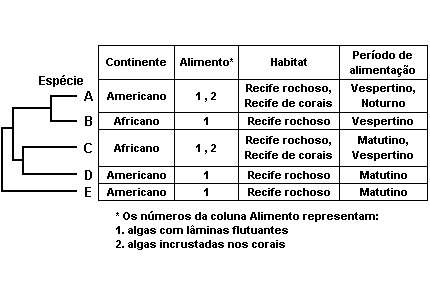 Espécie
Continente Alimento* Habitat Período de alimentação
A Americano 1 , 2 Recife rochoso, Recife de corais Vespertino, Noturno
B Africano 1 Recife rochoso Vespertino
C Africano 1 , 2 Recife rochoso, Recife de corais Matutino, Vespertino
D Americano 1 Recife rochoso Matutino
E Americano 1 Recife rochoso Matutino
* Os números da coluna Alimento representam:
1. algas com lâminas flutuantes
2. algas incrustadas nos corais